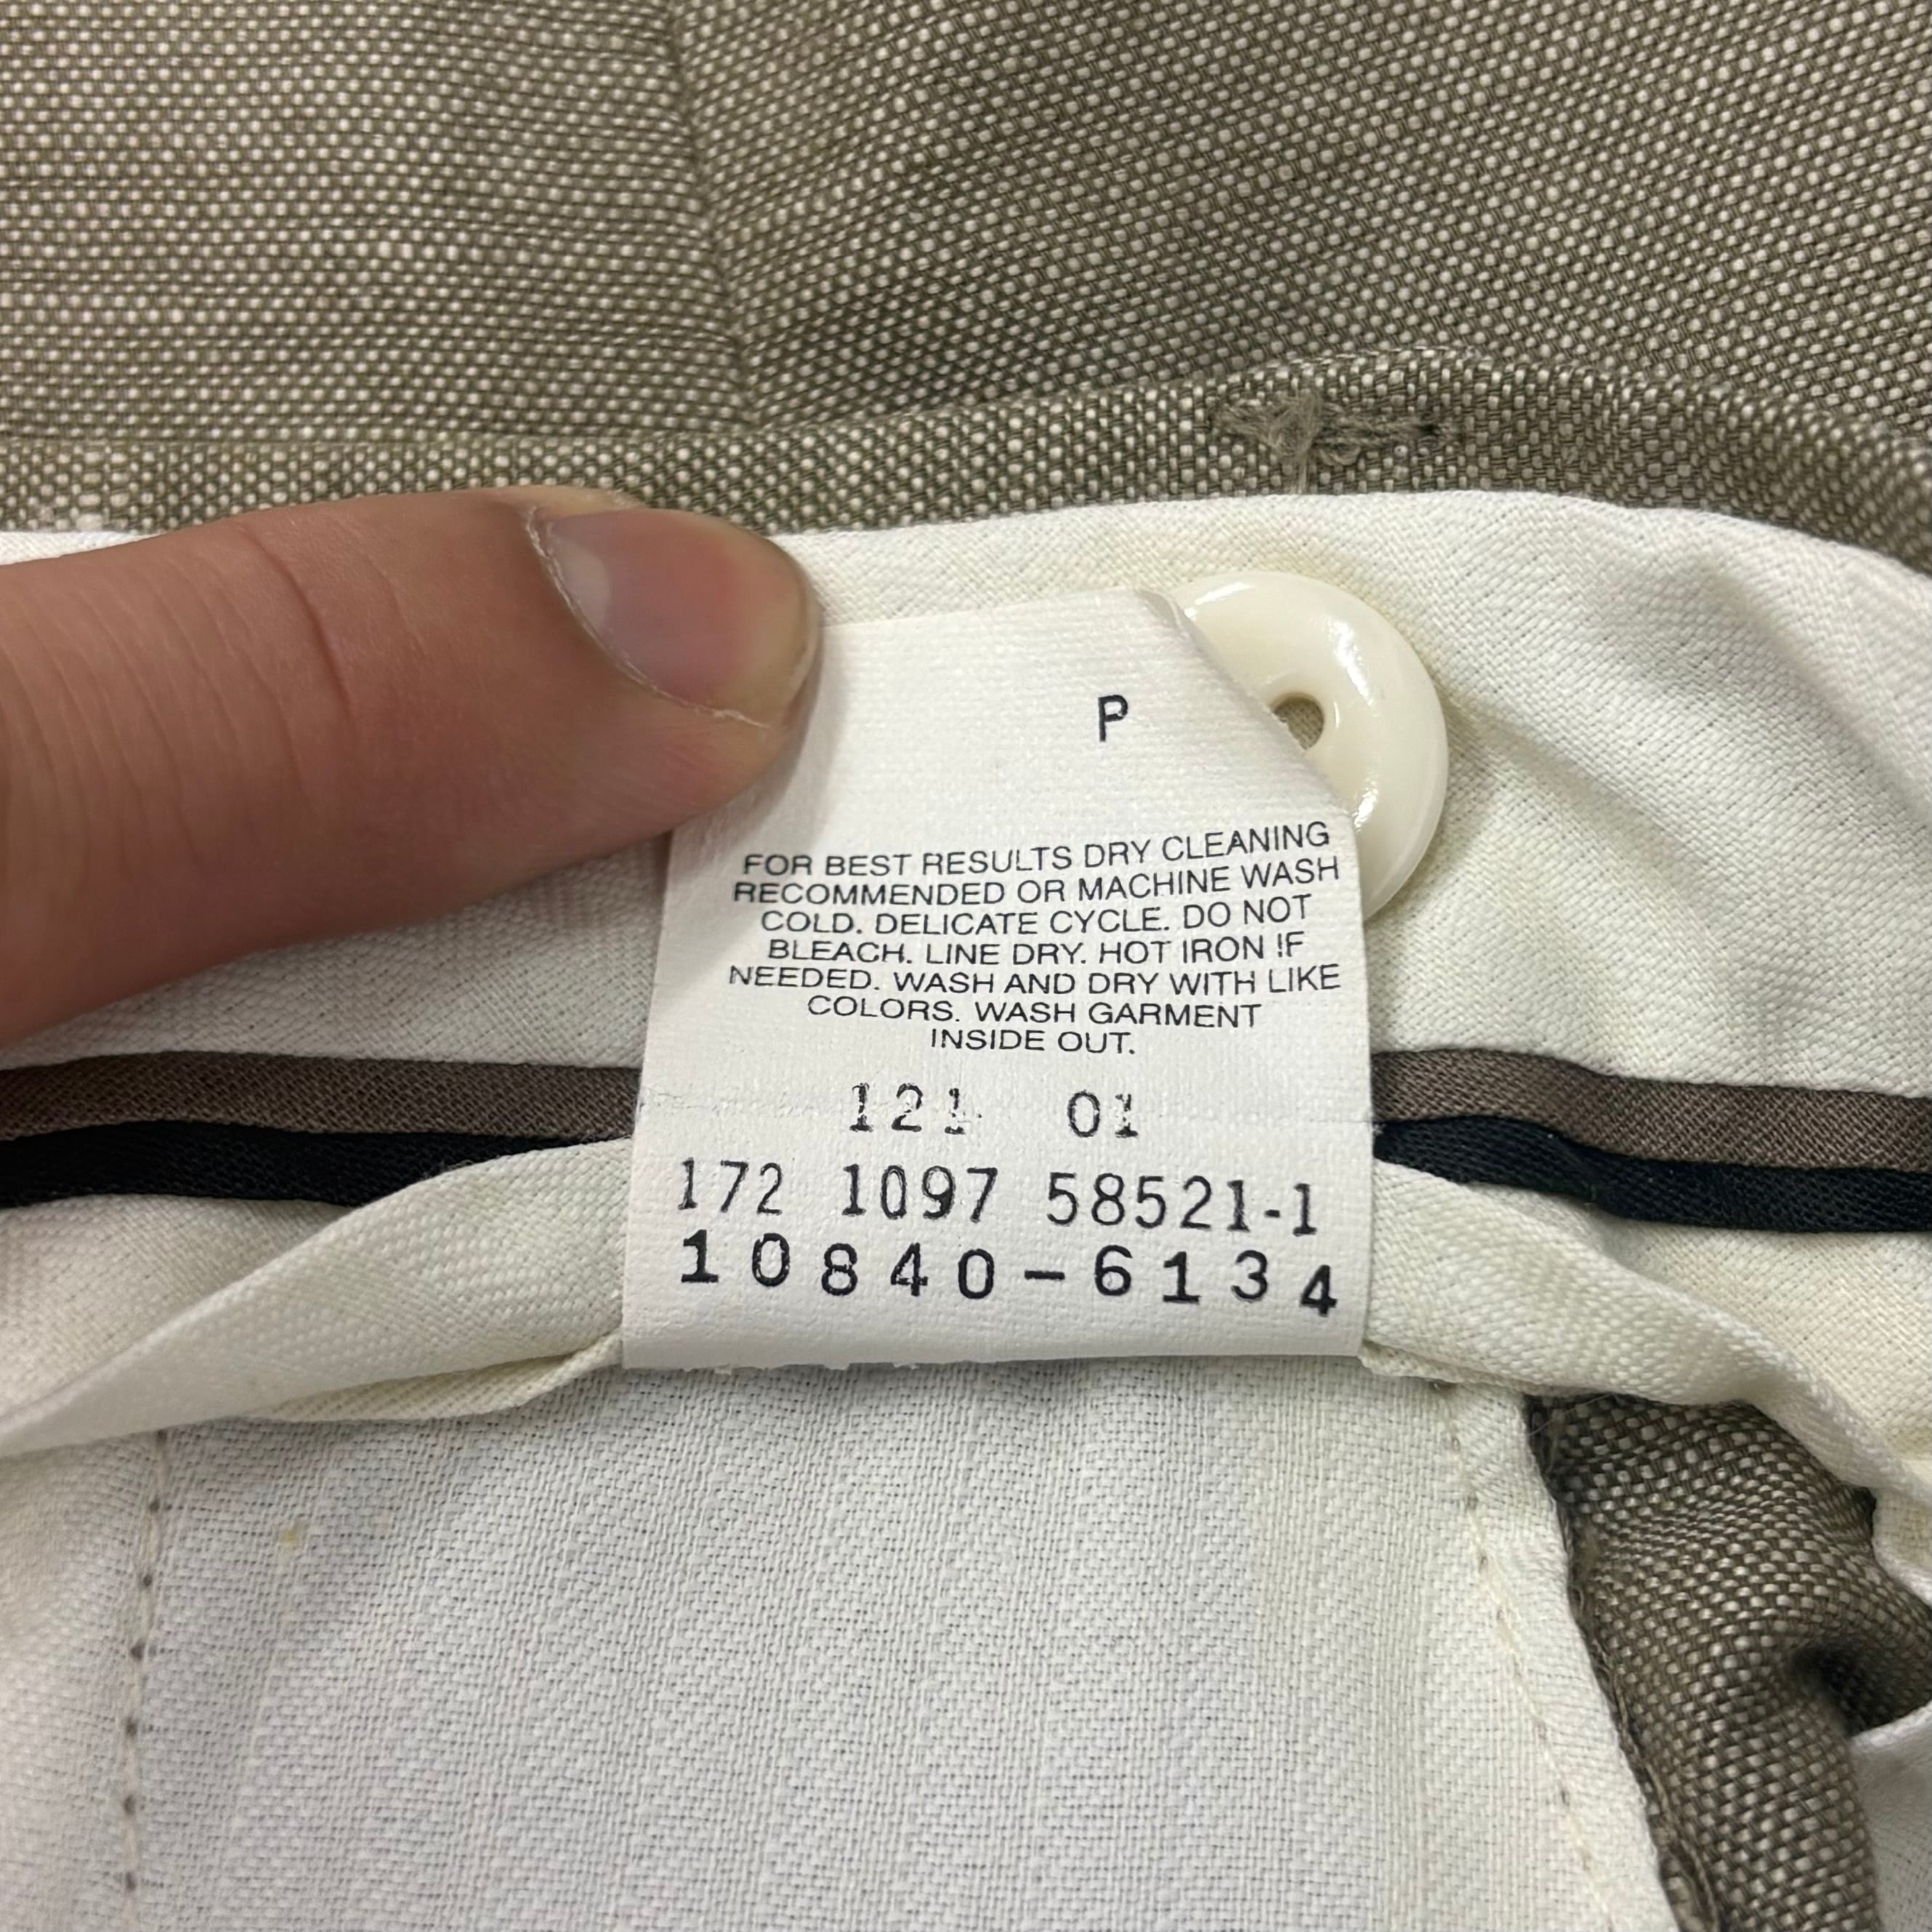 P
FOR BEST RESULTS DRY CLEANING
RECOMMENDED OR MACHINE WASH
COLD. DELICATE CYCLE. DO NOT
BLEACH. LINE DRY. HOT IRON IF
NEEDED. WASH AND DRY WITH LIKE
COLORS. WASH GARMENT
INSIDE OUT.
121 01
172 1097 58521-1
10840-6134